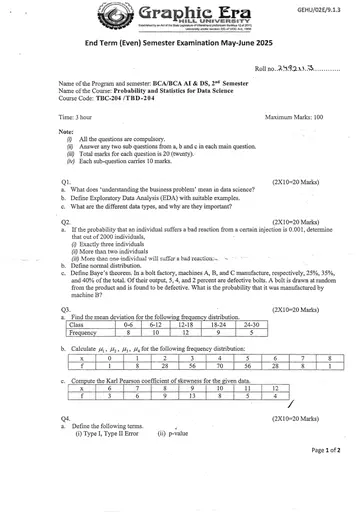 GEHU/02E/9.1.3
Graphic Era
HILL UNIVERSITY
End Term (Even) Semester Examination May-June 2025
Roll no.
Name of the Program and semester: BCA/BCA AI & DS, 2nd Semester
Name of the Course: Probability and Statistics for Data Science
Course Code: TBC-204 /TBD-204
Time: 3 hour Maximum Marks: 100
Note:
(i) All the questions are compulsory.
(ii) Answer any two sub questions from a, b and c in each main question.
(iii) Total marks for each question is 20 (twenty).
(iv) Each sub-question carries 10 marks.
Q1. (2X10=20 Marks)
a. What does 'understanding the business problem' mean in data science?
b. Define Exploratory Data Analysis (EDA) with suitable examples.
c. What are the different data types, and why are they important?
Q2. (2X10=20 Marks)
a. If the probability that an individual suffers a bad reaction from a certain injection is 0.001, determine
that out of 2000 individuals,
(i) Exactly three individuals
(ii) More than two individuals
(iii) More than one individual will suffer a bad reaction.
b. Define normal distribution.
c. Define Baye's theorem. In a bolt factory, machines A, B, and C manufacture, respectively, 25%, 35%,
and 40% of the total. Of their output, 5, 4, and 2 percent are defective bolts. A bolt is drawn at random
from the product and is found to be defective. What is the probability that it was manufactured by
machine B?
Q3. (2X10=20 Marks)
a. Find the mean deviation for the following frequency distribution.
Class 0-6 6-12 12-18 18-24 24-30
Frequency 8 10 12 9 5
b. Calculate μ₁, μ₂, μ₃, μ₄ for the following frequency distribution:
x 0 1 2 3 4 5 6 7 8
f 1 8 28 56 70 56 28 8 1
c. Compute the Karl Pearson coefficient of skewness for the given data.
x 6 7 8 9 10 11 12
f 3 6 9 13 8 5 4
Q4. (2X10=20 Marks)
a. Define the following terms.
(i) Type I, Type II Error (ii) p-value
Page 1 of 2